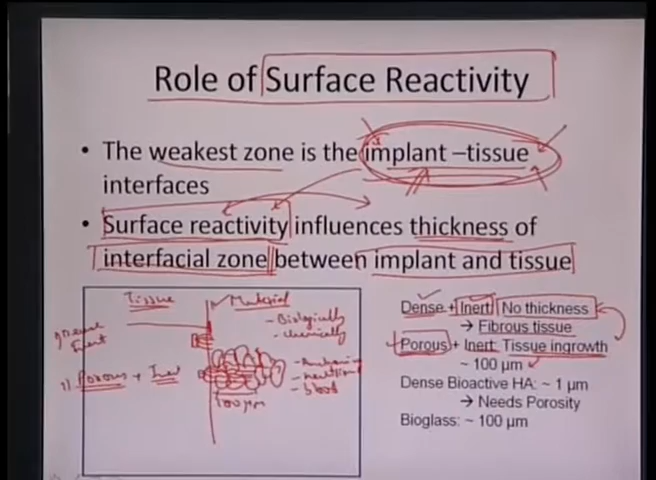 Role of Surface Reactivity
• The weakest zone is the implant –tissue
interfaces
• Surface reactivity influences thickness of
interfacial zone between implant and tissue
Tissue
Material
- Biologically
- chemically
1) Porous + Inert
- blood
100 μm
Dense + Inert No thickness
→ Fibrous tissue
Porous + Inert Tissue ingrowth
~ 100 μm
Dense Bioactive HA: ~ 1 μm
→ Needs Porosity
Bioglass: ~ 100 μm